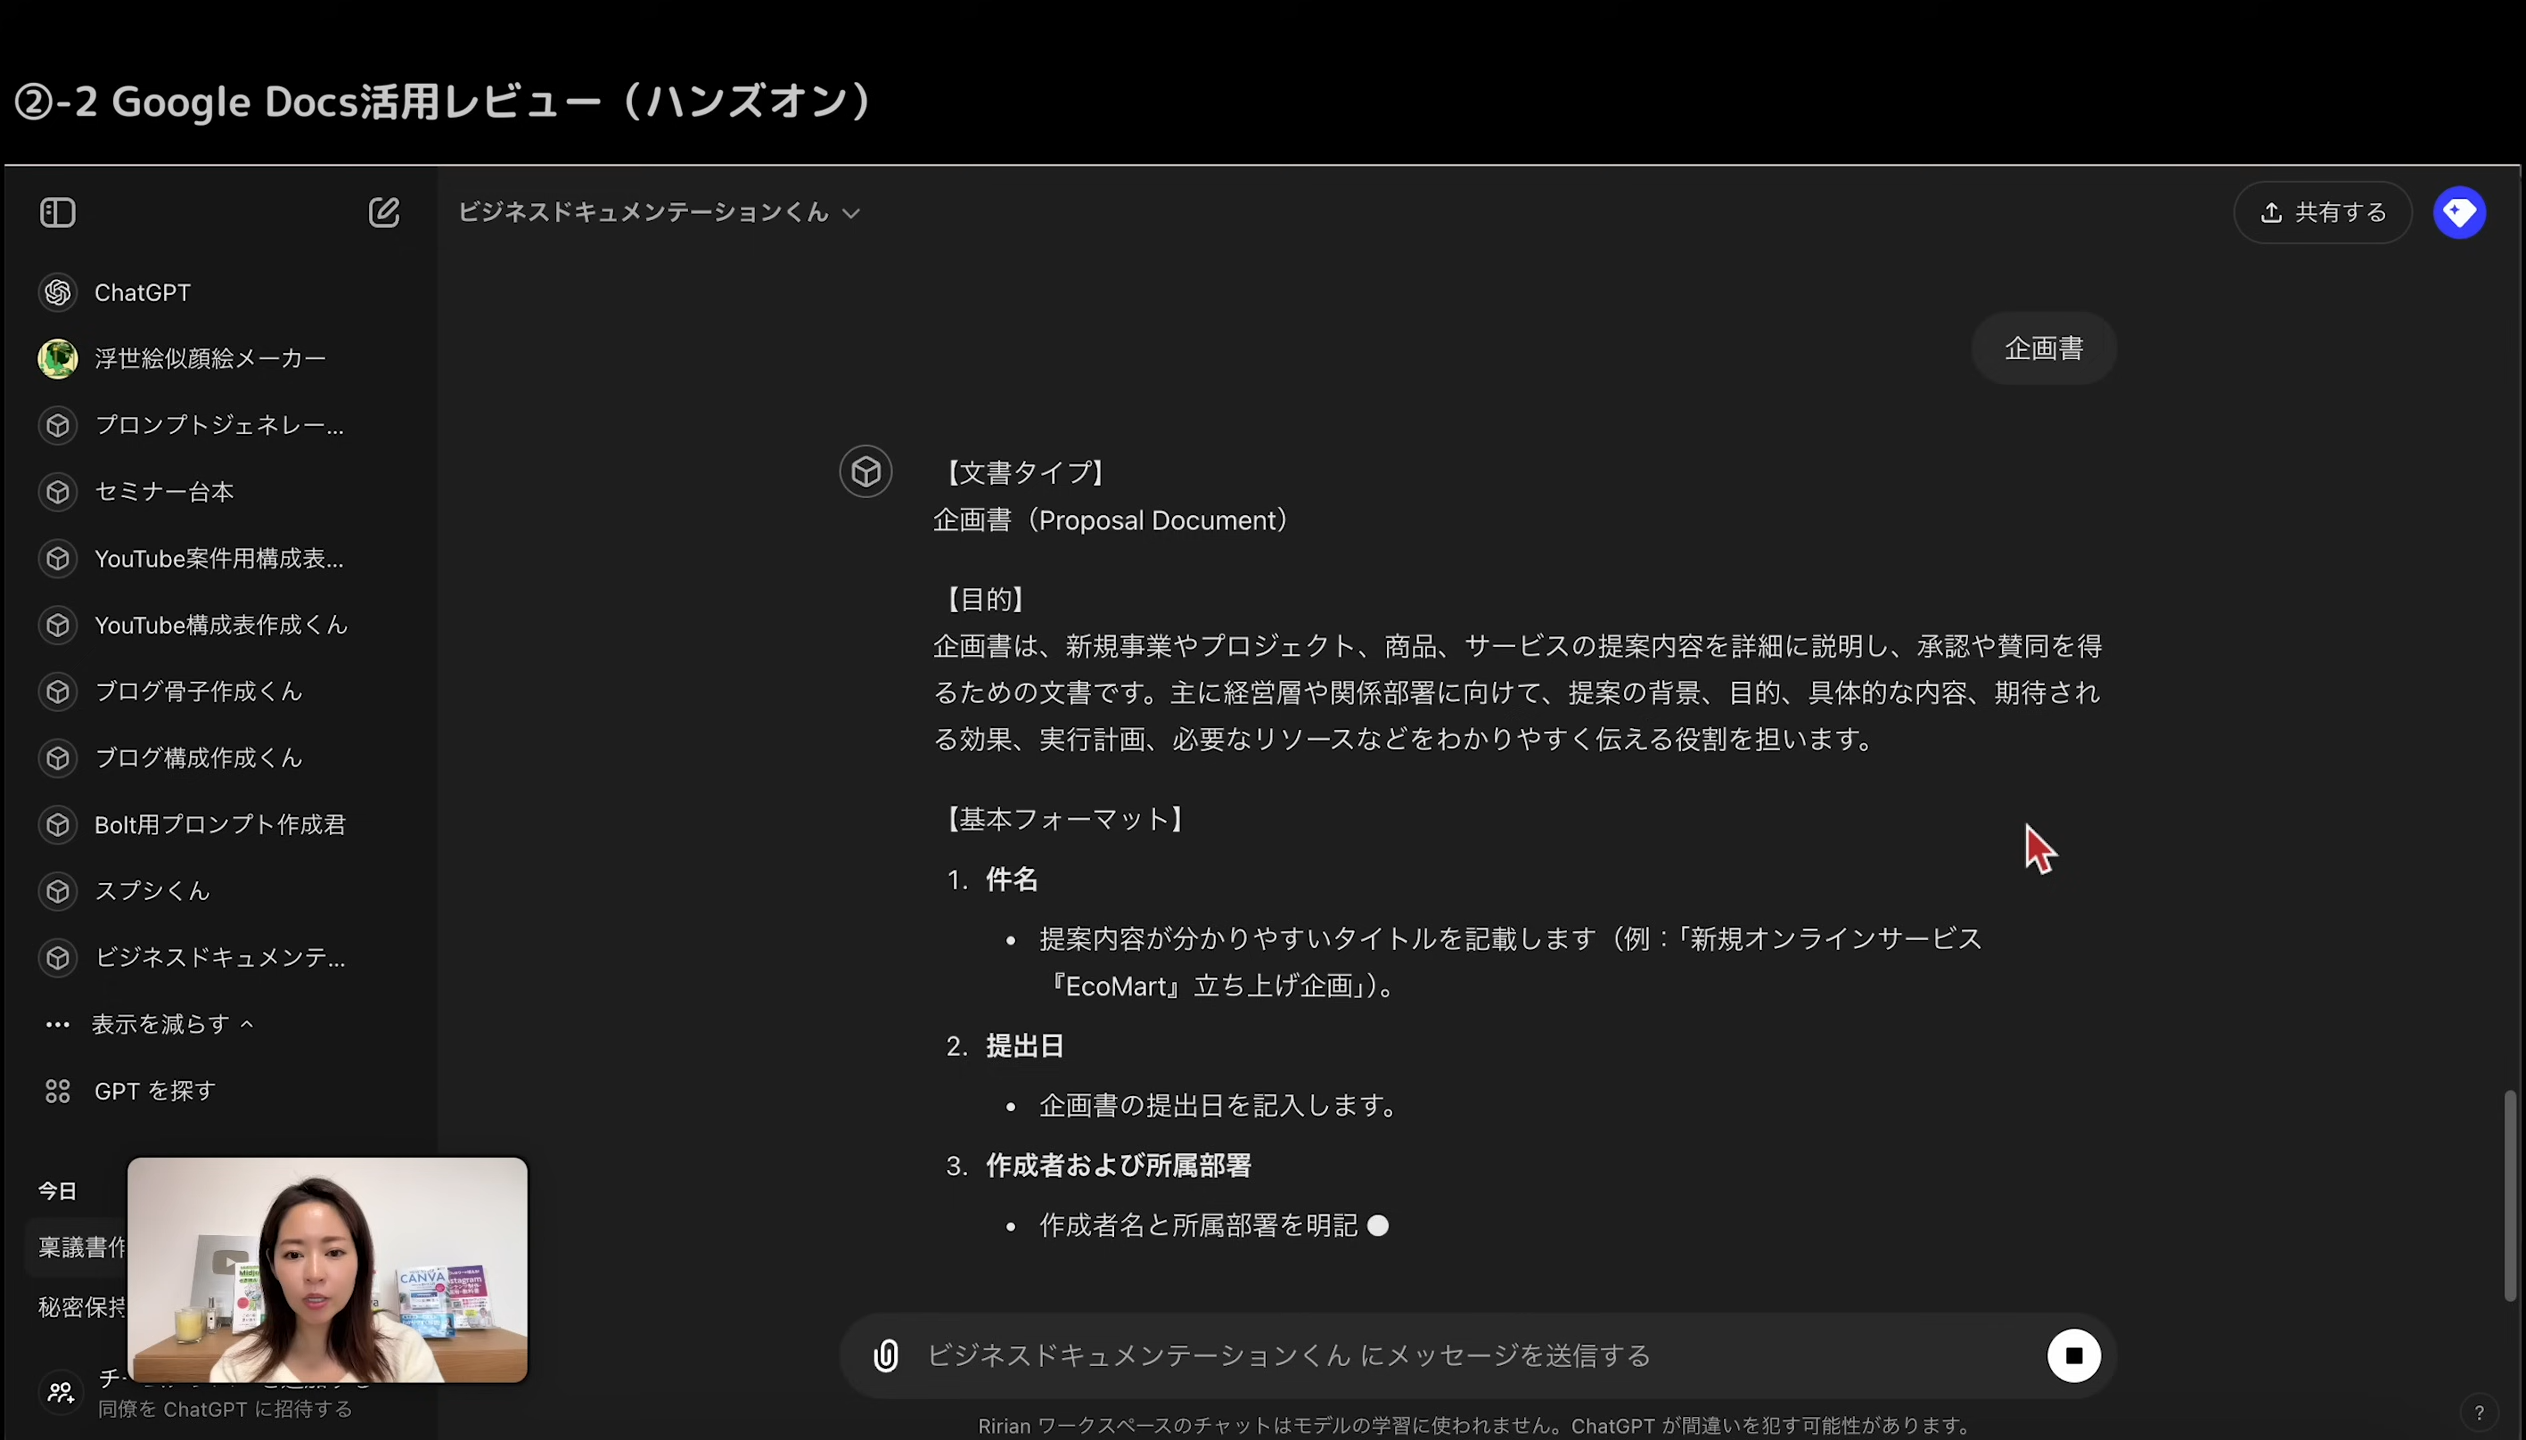 ②-2 Google Docs活用レビュー（ハンズオン）
ビジネスドキュメンテーションくん
共有する
ChatGPT
浮世絵似顔絵メーカー
プロンプトジェネレー...
セミナー台本
YouTube案件用構成表...
YouTube構成表作成くん
ブログ骨子作成くん
ブログ構成作成くん
Bolt用プロンプト作成君
スプシくん
ビジネスドキュメンテ...
表示を減らす
GPT を探す
今日
稟議書作
秘密保持
同僚を ChatGPT に招待する
企画書
【文書タイプ】
企画書（Proposal Document）
【目的】
企画書は、新規事業やプロジェクト、商品、サービスの提案内容を詳細に説明し、承認や賛同を得
るための文書です。主に経営層や関係部署に向けて、提案の背景、目的、具体的な内容、期待され
る効果、実行計画、必要なリソースなどをわかりやすく伝える役割を担います。
【基本フォーマット】
1. 件名
• 提案内容が分かりやすいタイトルを記載します（例：「新規オンラインサービス
『EcoMart』立ち上げ企画」）。
2. 提出日
• 企画書の提出日を記入します。
3. 作成者および所属部署
• 作成者名と所属部署を明記
CANVA
ビジネスドキュメンテーションくん にメッセージを送信する
Ririan ワークスペースのチャットはモデルの学習に使われません。ChatGPT が間違いを犯す可能性があります。
?